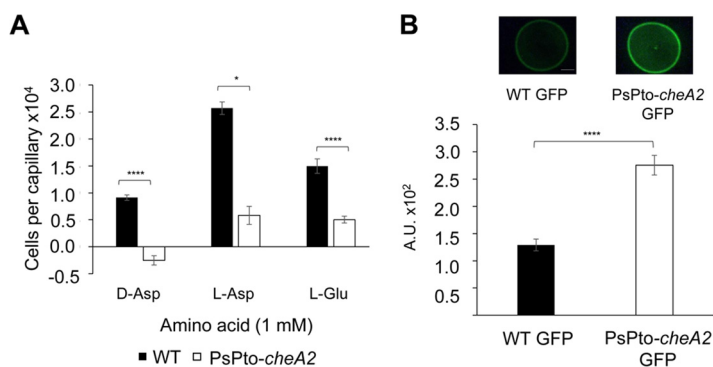 A
Cells per capillary x10⁴
3.0
2.5
2.0
1.5
1.0
0.5
0.0
-0.5
****
*
****
D-Asp L-Asp L-Glu
Amino acid (1 mM)
WT PsPto-cheA2
B
WT GFP
PsPto-cheA2
GFP
A.U. x10²
3.5
3.0
2.5
2.0
1.5
1.0
0.5
****
WT GFP
PsPto-cheA2
GFP